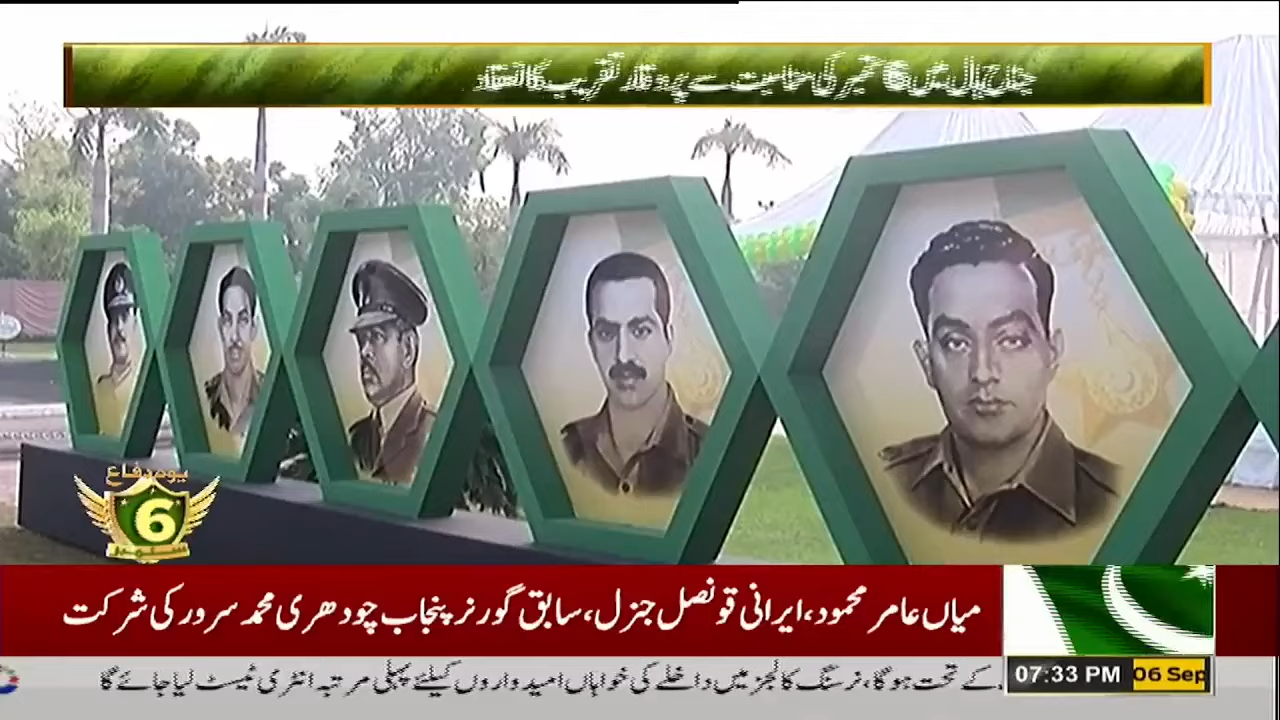 جناح ہال میں 6 ستمبر کی مناسبت سے پروقار تقریب کا انعقاد
یوم دفاع
6
میاں عامر محمود، ایرانی قونصل جنرل، سابق گورنر پنجاب چودھری محمد سرور کی شرکت
کے تحت ہوگا، نرسنگ کالجز میں داخلے کی خواہاں امیدواروں کیلئے پہلی مرتبہ انٹری ٹیسٹ لیا جائے گا
07:33 PM 06 Sep